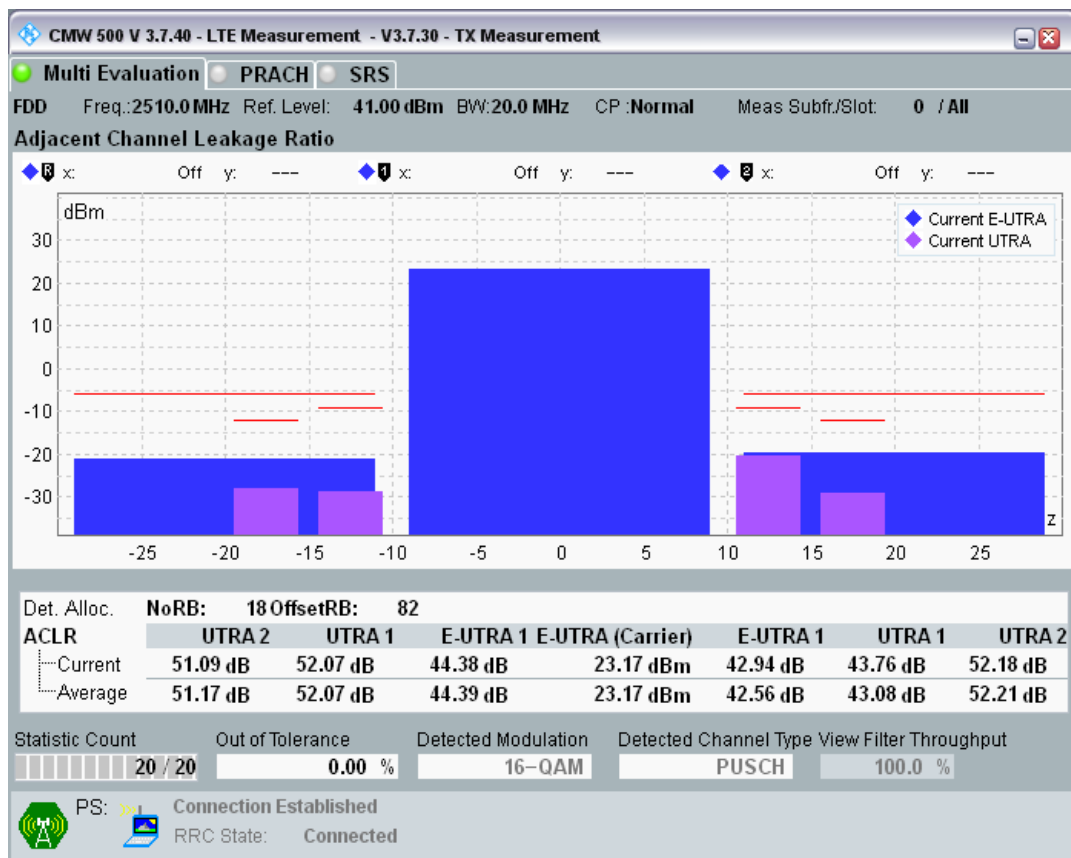 CMW 500 V 3.7.40 - LTE Measurement - V3.7.30 - TX Measurement
Multi Evaluation PRACH SRS
FDD Freq.:2510.0 MHz Ref. Level: 41.00 dBm BW:20.0 MHz CP :Normal Meas Subfr./Slot: 0 / All
Adjacent Channel Leakage Ratio
R x: Off y: --- 1 x: Off y: --- 2 x: Off y: ---
dBm
Current E-UTRA
Current UTRA
30
20
10
0
-10
-20
-30
z
-25 -20 -15 -10 -5 0 5 10 15 20 25
Det. Alloc. NoRB: 18 OffsetRB: 82
ACLR UTRA 2 UTRA 1 E-UTRA 1 E-UTRA (Carrier) E-UTRA 1 UTRA 1 UTRA 2
Current 51.09 dB 52.07 dB 44.38 dB 23.17 dBm 42.94 dB 43.76 dB 52.18 dB
Average 51.17 dB 52.07 dB 44.39 dB 23.17 dBm 42.56 dB 43.08 dB 52.21 dB
Statistic Count Out of Tolerance Detected Modulation Detected Channel Type View Filter Throughput
20 / 20 0.00 % 16-QAM PUSCH 100.0 %
PS: Connection Established
RRC State: Connected